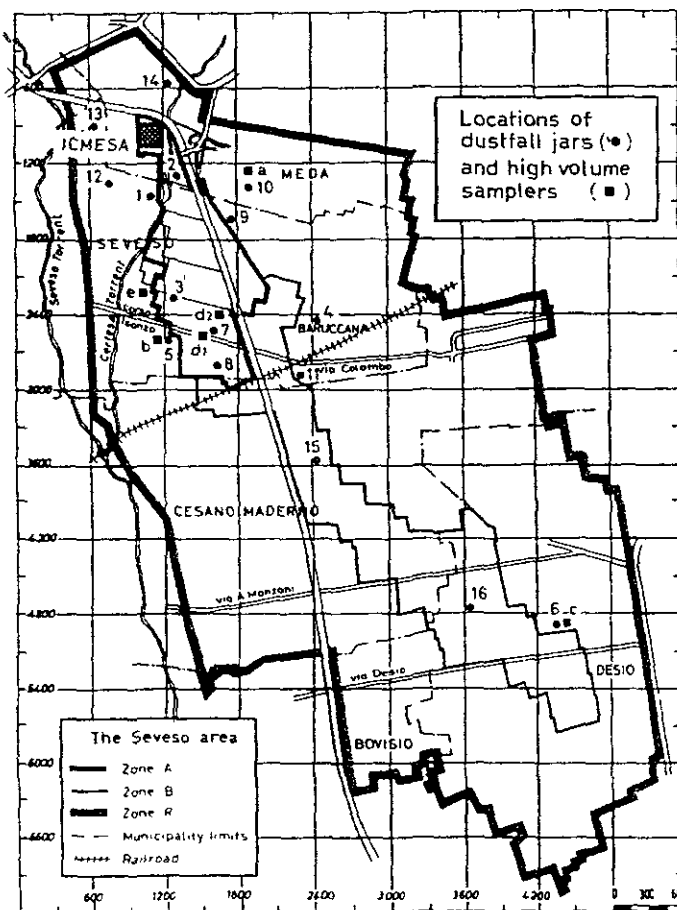 14
13
ICMESA
Locations of
dustfall jars (•)
and high volume
samplers (■)
1200
2
a MEDA
10
12
1
9
1800
SEVESO
Seveso Torrent
Certesa Torrent
e
3
2400
d2
4
BARUCCANA
7
b
5
d1
via Colombo
8
11
3000
3600
15
CESANO MADERNO
4200
via A Manzoni
4800
16
6 c
via Desio
DESIO
5400
BOVISIO
The Seveso area
Zone A
Zone B
Zone R
Municipality limits
Railroad
6000
6600
600
1200
1800
2400
3000
3600
4200
0
300